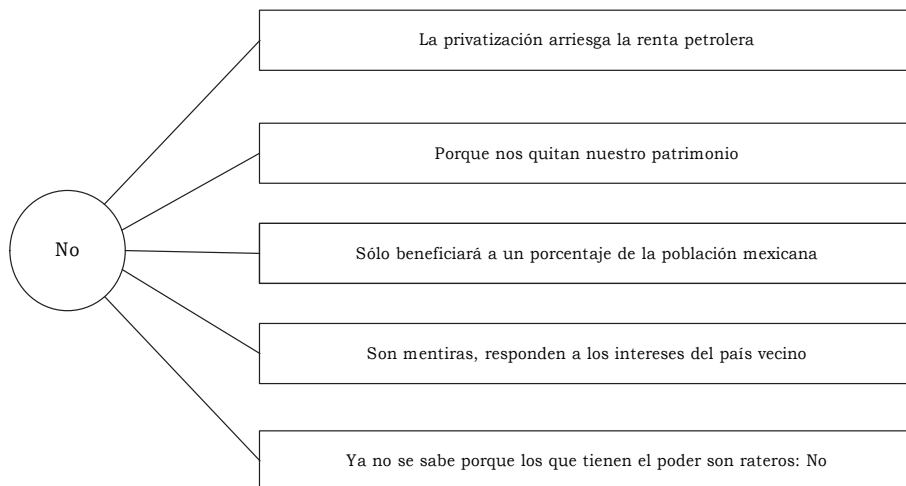 La privatización arriesga la renta petrolera
Porque nos quitan nuestro patrimonio
No
Sólo beneficiará a un porcentaje de la población mexicana
Son mentiras, responden a los intereses del país vecino
Ya no se sabe porque los que tienen el poder son rateros: No